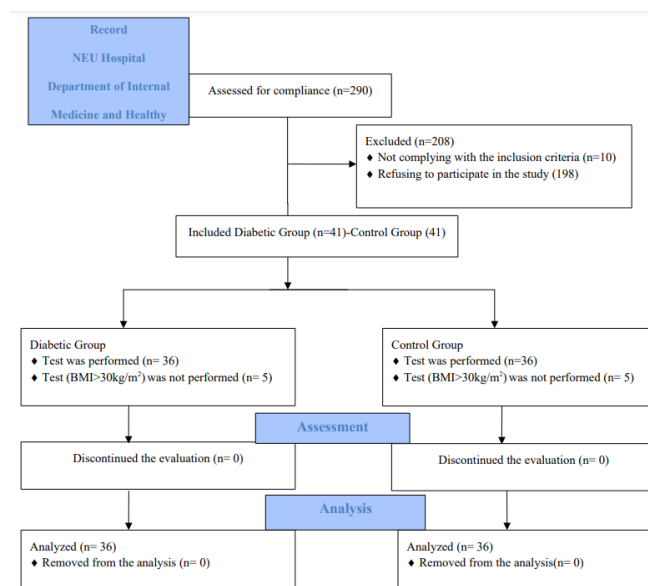 Record
NEU Hospital
Department of Internal
Medicine and Healthy
Assessed for compliance (n=290)
Excluded (n=208)
♦ Not complying with the inclusion criteria (n=10)
♦ Refusing to participate in the study (198)
Included Diabetic Group (n=41)-Control Group (41)
Diabetic Group
♦ Test was performed (n= 36)
♦ Test (BMI>30kg/m²) was not performed (n= 5)
Control Group
♦ Test was performed (n=36)
♦ Test (BMI>30kg/m²) was not performed (n= 5)
Assessment
Discontinued the evaluation (n= 0)
Discontinued the evaluation (n= 0)
Analysis
Analyzed (n= 36)
♦ Removed from the analysis (n= 0)
Analyzed (n= 36)
♦ Removed from the analysis(n= 0)